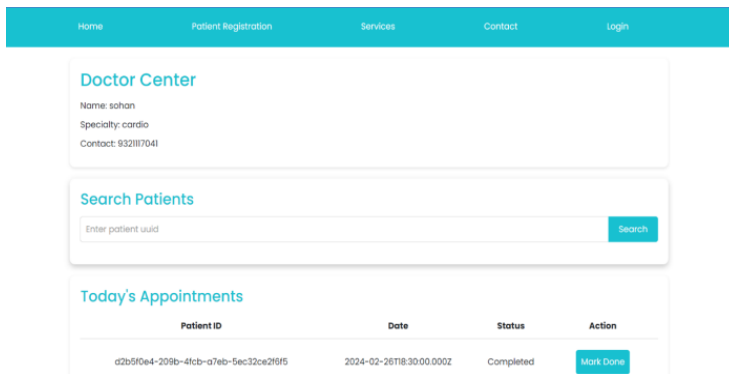 Home Patient Registration Services Contact Login
Doctor Center
Name: sohan
Specialty: cardio
Contact: 9321117041
Search Patients
Enter patient uuid Search
Today's Appointments
Patient ID Date Status Action
d2b5f0e4-209b-4fcb-a7eb-5ec32ce2f6f5 2024-02-26T18:30:00.000Z Completed Mark Done